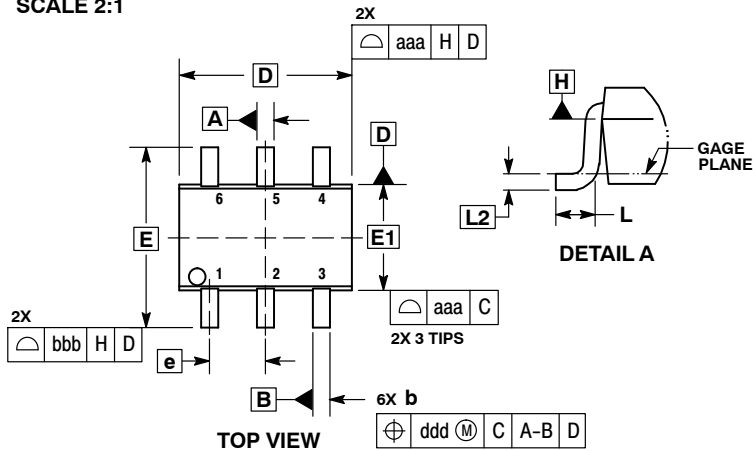 SCALE 2:1
2X
⌓ aaa H D
D
A
D
6 5 4
E
E1
1 2 3
⌓ aaa C
2X 3 TIPS
2X
⌓ bbb H D
e
B
6X b
⌖ ddd Ⓜ C A-B D
TOP VIEW
H
GAGE
PLANE
L2
L
DETAIL A